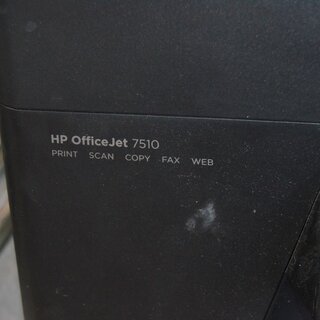 HP OfficeJet 7510
PRINT SCAN COPY FAX WEB